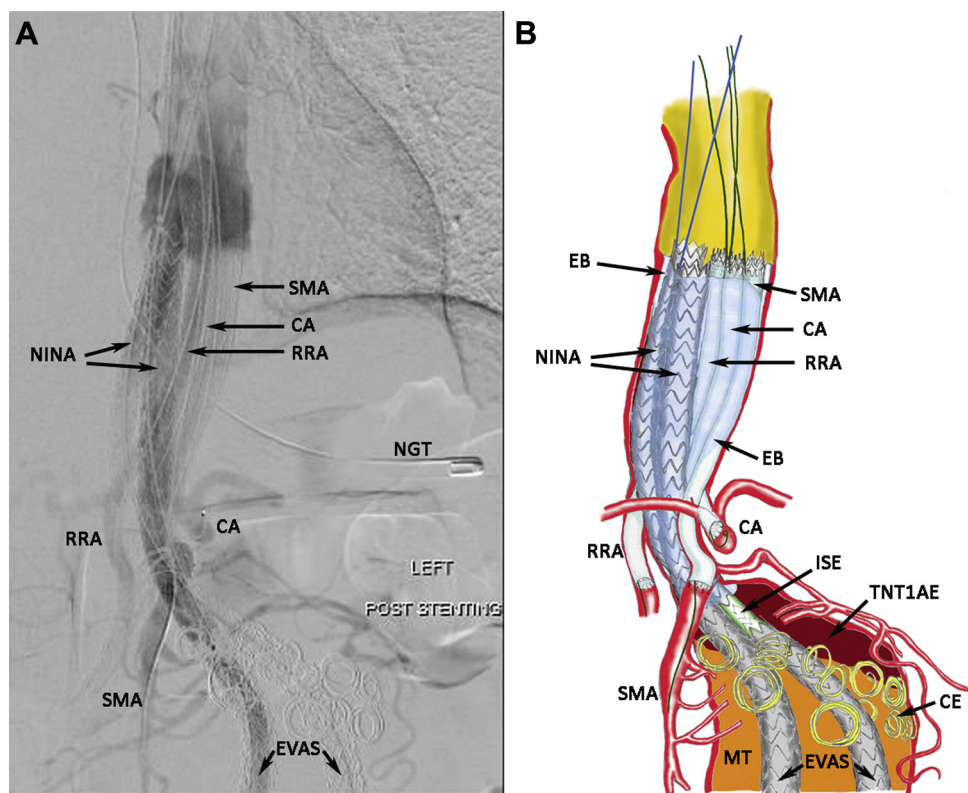 A
SMA
CA
RRA
NINA
NGT
RRA
CA
LEFT
POST STENTING
SMA
EVAS
B
EB
SMA
CA
NINA
RRA
EB
CA
RRA
ISE
TNT1AE
SMA
CE
MT
EVAS